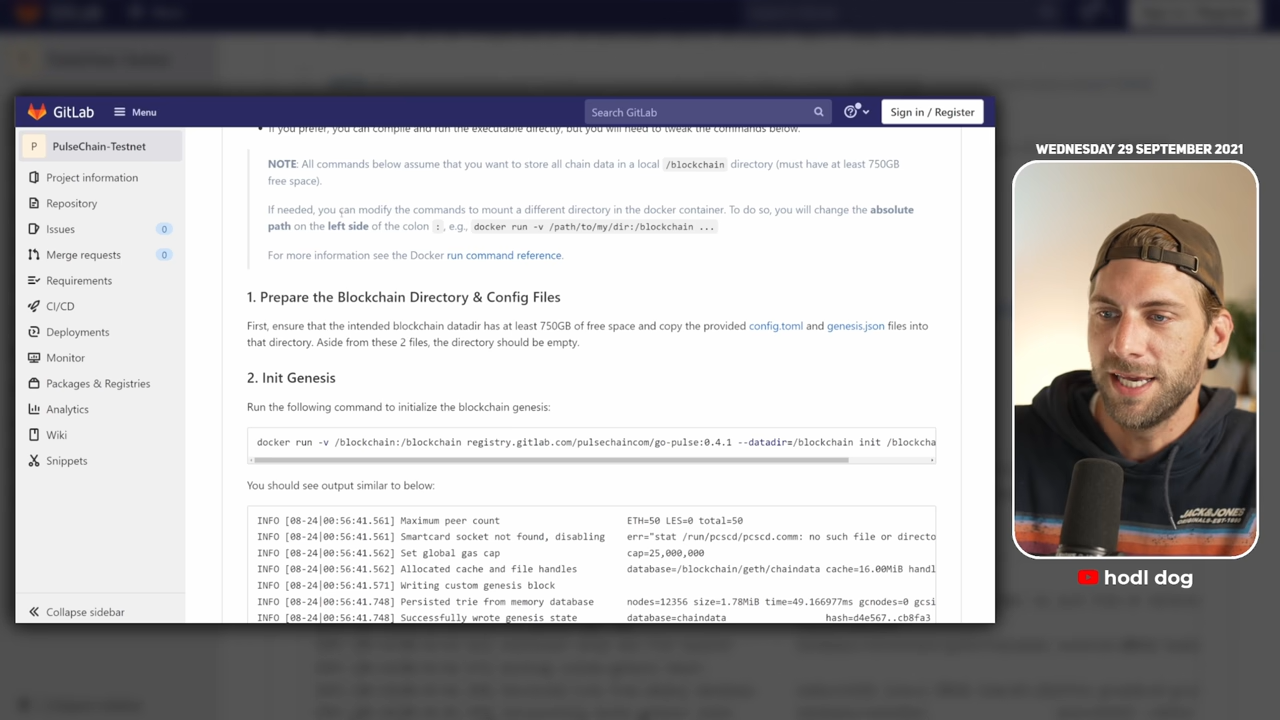 GitLab
Menu
Search GitLab
Sign in / Register
P PulseChain-Testnet
Project information
Repository
Issues 0
Merge requests 0
Requirements
CI/CD
Deployments
Monitor
Packages & Registries
Analytics
Wiki
Snippets
Collapse sidebar
If you prefer, you can compile and run the executable directly, but you will need to tweak the commands below.
NOTE: All commands below assume that you want to store all chain data in a local /blockchain directory (must have at least 750GB
free space).
If needed, you can modify the commands to mount a different directory in the docker container. To do so, you will change the absolute
path on the left side of the colon :, e.g., docker run -v /path/to/my/dir:/blockchain ...
For more information see the Docker run command reference.
1. Prepare the Blockchain Directory & Config Files
First, ensure that the intended blockchain datadir has at least 750GB of free space and copy the provided config.toml and genesis.json files into
that directory. Aside from these 2 files, the directory should be empty.
2. Init Genesis
Run the following command to initialize the blockchain genesis:
docker run -v /blockchain:/blockchain registry.gitlab.com/pulsechaincom/go-pulse:0.4.1 --datadir=/blockchain init /blockcha
You should see output similar to below:
INFO [08-24|00:56:41.561] Maximum peer count ETH=50 LES=0 total=50
INFO [08-24|00:56:41.561] Smartcard socket not found, disabling err="stat /run/pcscd/pcscd.comm: no such file or directo
INFO [08-24|00:56:41.562] Set global gas cap cap=25,000,000
INFO [08-24|00:56:41.562] Allocated cache and file handles database=/blockchain/geth/chaindata cache=16.00MiB handl
INFO [08-24|00:56:41.571] Writing custom genesis block
INFO [08-24|00:56:41.748] Persisted trie from memory database nodes=12356 size=1.78MiB time=49.166977ms gcnodes=0 gcsi
INFO [08-24|00:56:41.748] Successfully wrote genesis state database=chaindata hash=d4e567..cb8fa3
WEDNESDAY 29 SEPTEMBER 2021
JACK&JONES
hodl dog